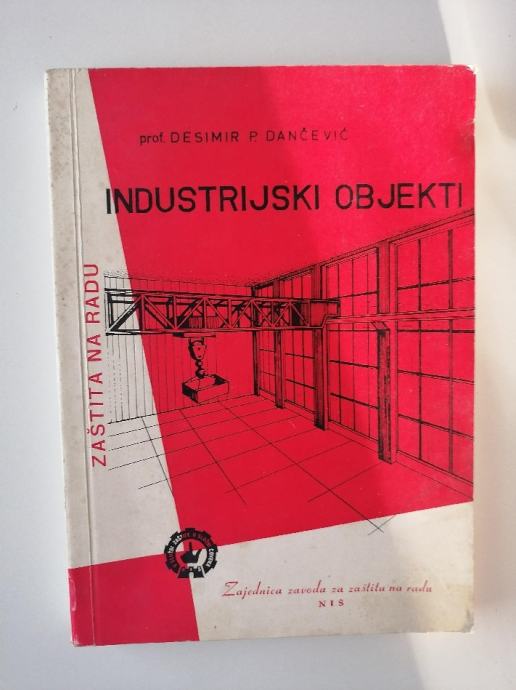 prof. DESIMIR P. DANČEVIĆ
INDUSTRIJSKI OBJEKTI
ZAŠTITA NA RADU
Zajednica zavoda za zaštitu na radu
NIŠ